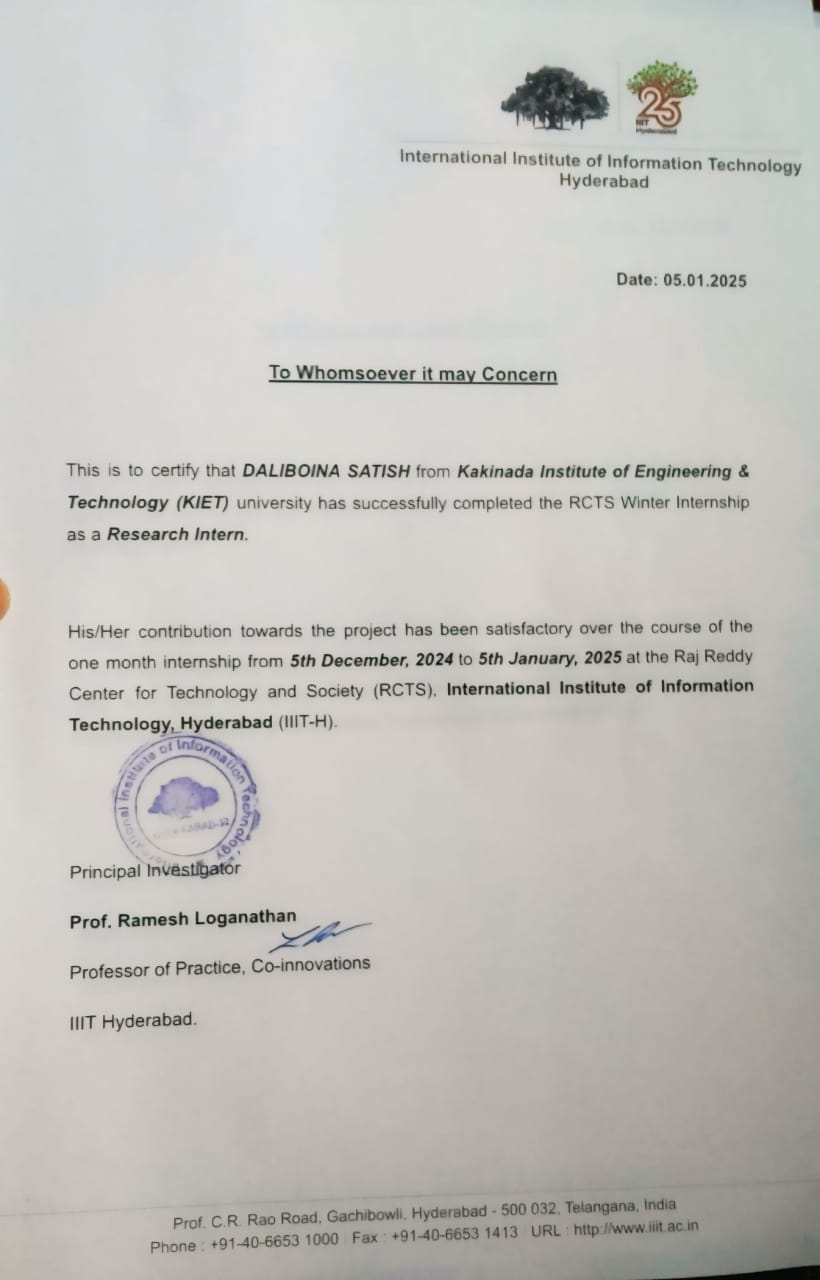 25
IIIT
Hyderabad
International Institute of Information Technology
Hyderabad
Date: 05.01.2025
To Whomsoever it may Concern
This is to certify that DALIBOINA SATISH from Kakinada Institute of Engineering &
Technology (KIET) university has successfully completed the RCTS Winter Internship
as a Research Intern.
His/Her contribution towards the project has been satisfactory over the course of the
one month internship from 5th December, 2024 to 5th January, 2025 at the Raj Reddy
Center for Technology and Society (RCTS), International Institute of Information
Technology, Hyderabad (IIIT-H).
International Institute of Information Technology,
Principal Investigator
Prof. Ramesh Loganathan
Professor of Practice, Co-innovations
IIIT Hyderabad.
Prof. C.R. Rao Road, Gachibowli, Hyderabad - 500 032, Telangana, India
Phone : +91-40-6653 1000 Fax : +91-40-6653 1413 URL : http://www.iiit.ac.in